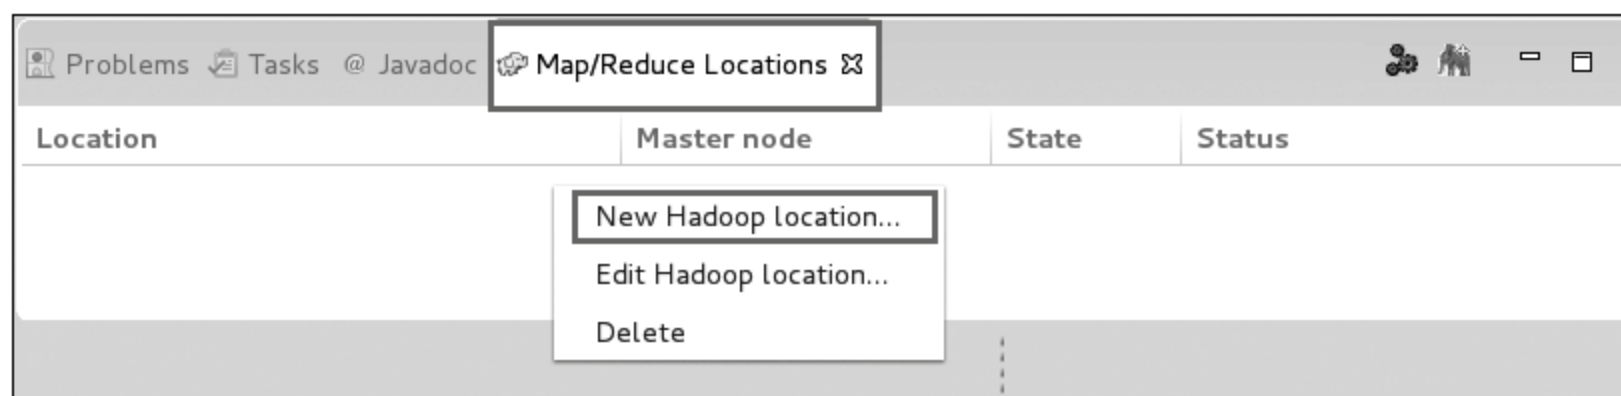 Problems Tasks @ Javadoc Map/Reduce Locations
Location Master node State Status
New Hadoop location...
Edit Hadoop location...
Delete